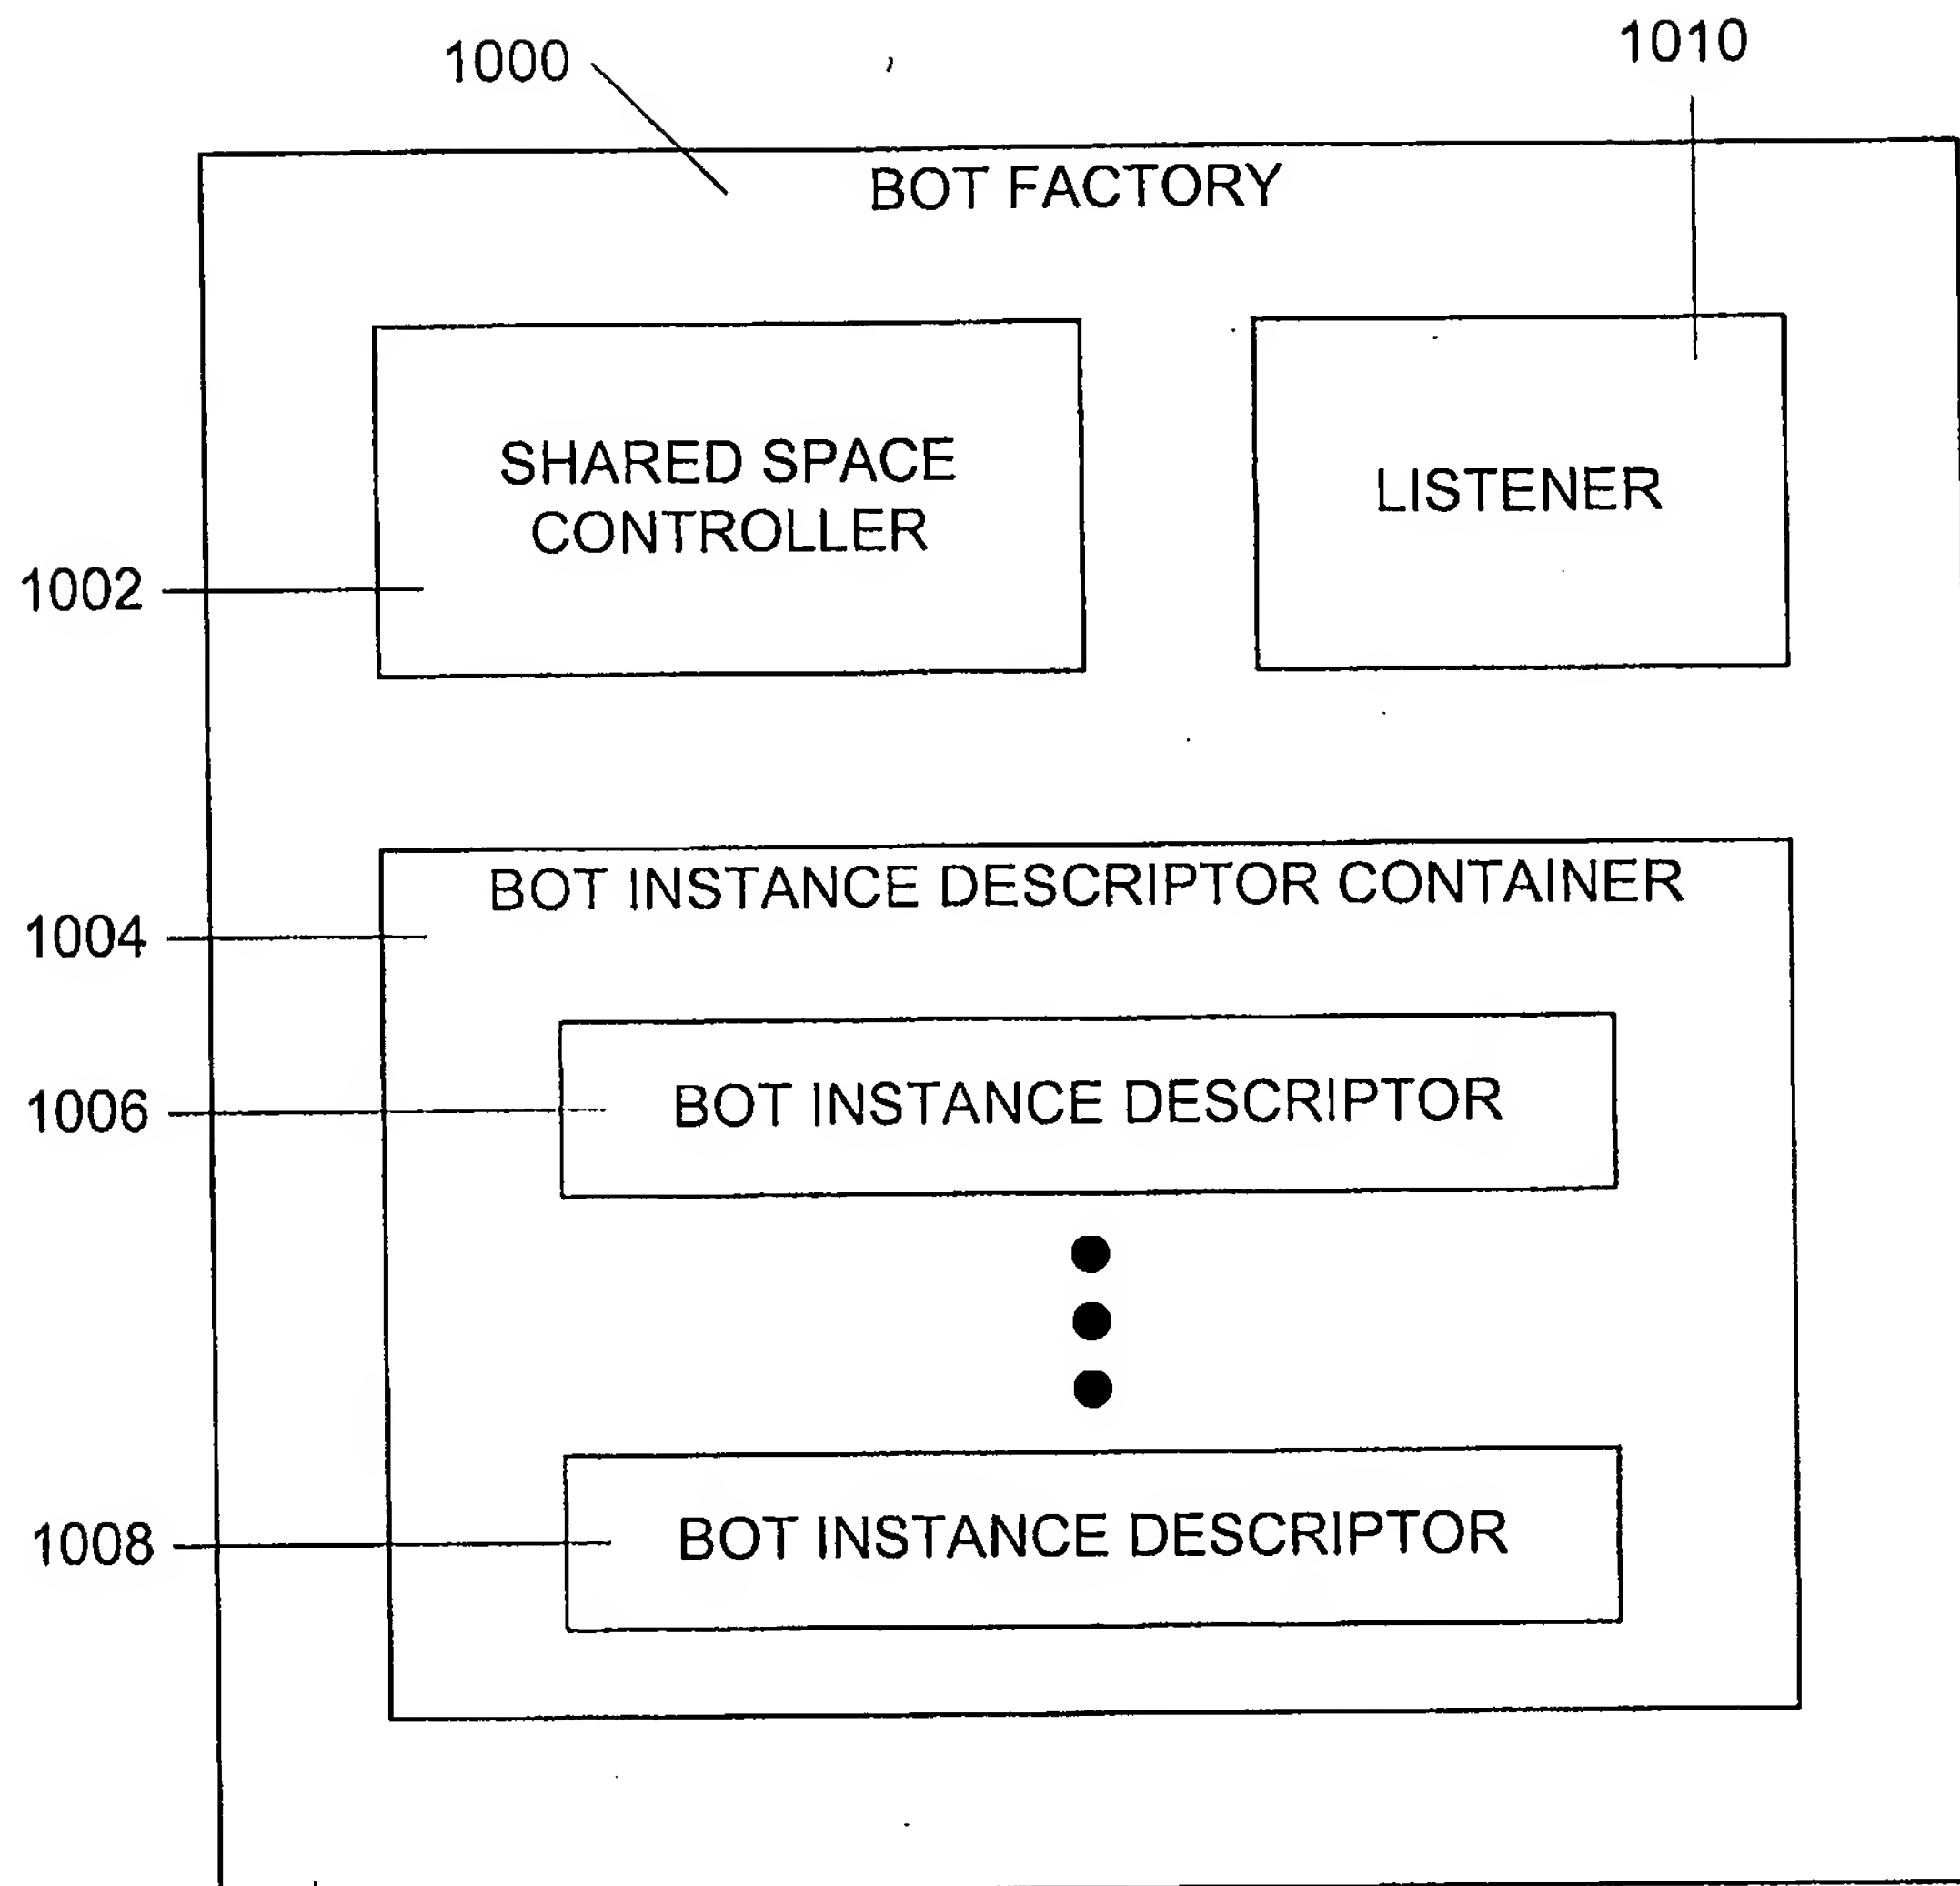 1000
1010
BOT FACTORY
SHARED SPACE
CONTROLLER
LISTENER
1002
BOT INSTANCE DESCRIPTOR CONTAINER
1004
BOT INSTANCE DESCRIPTOR
1006
BOT INSTANCE DESCRIPTOR
1008